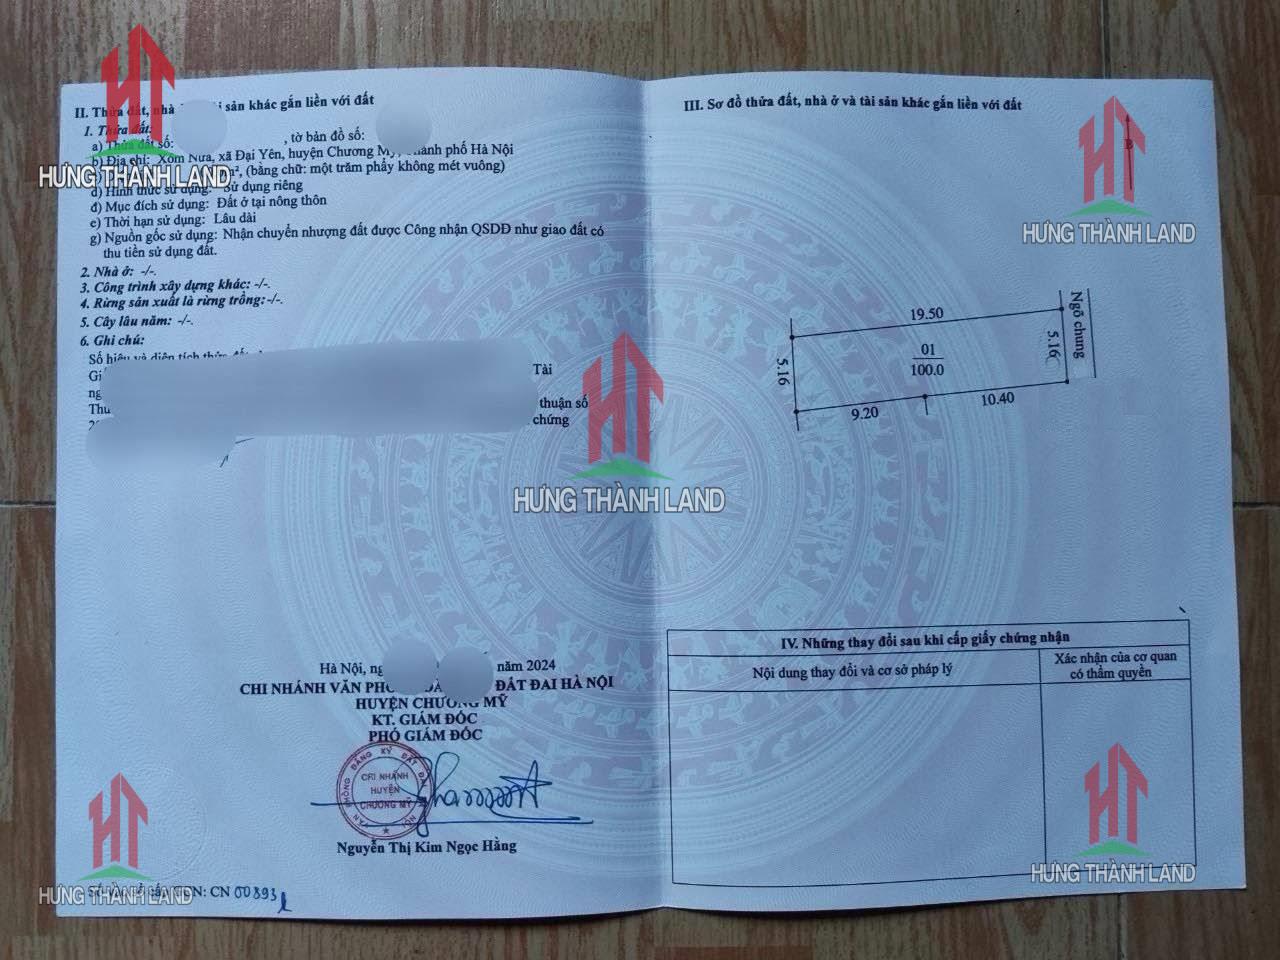 II. Thửa đất, nhà sản khác gắn liền với đất
1. Thửa đất:
a) Thửa đất số: , tờ bản đồ số:
b) Địa chỉ: Xóm Nứa, xã Đại Yên, huyện Chương Mỹ, thành phố Hà Nội
m², (bằng chữ: một trăm phẩy không mét vuông)
d) Hình thức sử dụng: Sử dụng riêng
đ) Mục đích sử dụng: Đất ở tại nông thôn
e) Thời hạn sử dụng: Lâu dài
g) Nguồn gốc sử dụng: Nhận chuyển nhượng đất được Công nhận QSDĐ như giao đất có
thu tiền sử dụng đất.
2. Nhà ở: -/-.
3. Công trình xây dựng khác: -/-.
4. Rừng sản xuất là rừng trồng: -/-.
5. Cây lâu năm: -/-.
6. Ghi chú:
Số hiệu và diện tích thửa đất
Tài
thuận số
chứng
Hà Nội, năm 2024
CHI NHÁNH VĂN ĐẤT ĐAI HÀ NỘI
HUYỆN CHƯƠNG MỸ
KT. GIÁM ĐỐC
PHÓ GIÁM ĐỐC
CHI NHÁNH
HUYỆN
CHƯƠNG MỸ
Nguyễn Thị Kim Ngọc Hằng
CN 00893
III. Sơ đồ thửa đất, nhà ở và tài sản khác gắn liền với đất
B
19.50
Ngõ chung
5.16
01
100.0
5.16
9.20
10.40
IV. Những thay đổi sau khi cấp giấy chứng nhận
Nội dung thay đổi và cơ sở pháp lý
Xác nhận của cơ quan
có thẩm quyền
HƯNG THÀNH LAND
HƯNG THÀNH LAND
HƯNG THÀNH LAND
HƯNG THÀNH LAND
HƯNG THÀNH LAND